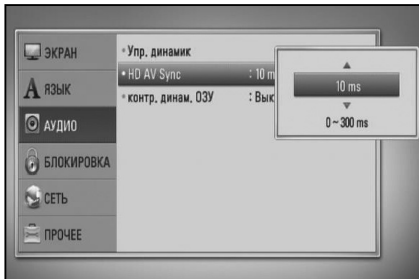 ЭКРАН
ЯЗЫК
АУДИО
БЛОКИРОВКА
СЕТЬ
ПРОЧЕЕ
Упр. динамик
HD AV Sync : 10 m
контр. динам. ОЗУ : Вык
10 ms
0 ~ 300 ms